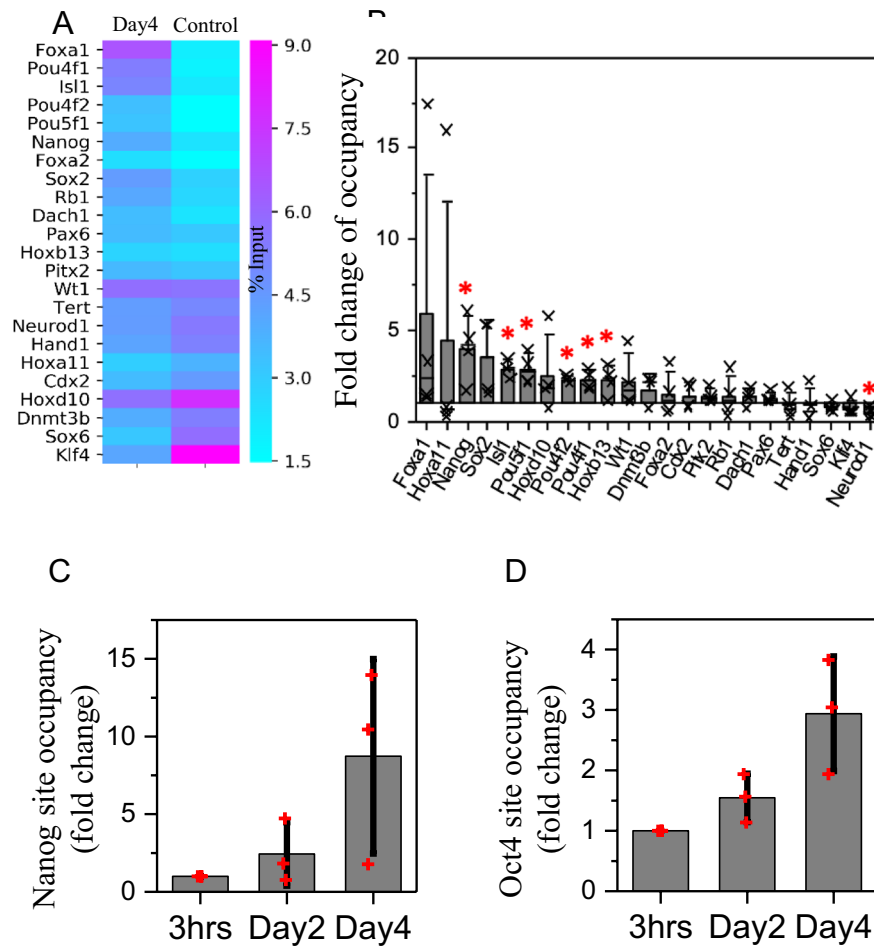 A
Day4 Control
Foxa1
Pou4f1
Isl1
Pou4f2
Pou5f1
Nanog
Foxa2
Sox2
Rb1
Dach1
Pax6
Hoxb13
Pitx2
Wt1
Tert
Neurod1
Hand1
Hoxa11
Cdx2
Hoxd10
Dnmt3b
Sox6
Klf4
9.0
7.5
6.0
4.5
3.0
1.5
% Input
Fold change of occupancy
20
15
10
5
0
*
*
*
*
*
*
*
Foxa1
Hoxa11
Nanog
Sox2
Isl1
Pou5f1
Hoxd10
Pou4f2
Pou4f1
Hoxb13
Wt1
Dnmt3b
Foxa2
Cdx2
Pitx2
Rb1
Dach1
Pax6
Tert
Hand1
Sox6
Klf4
Neurod1
C
Nanog site occupancy
(fold change)
15
10
5
0
3hrs Day2 Day4
D
Oct4 site occupancy
(fold change)
4
3
2
1
0
3hrs Day2 Day4